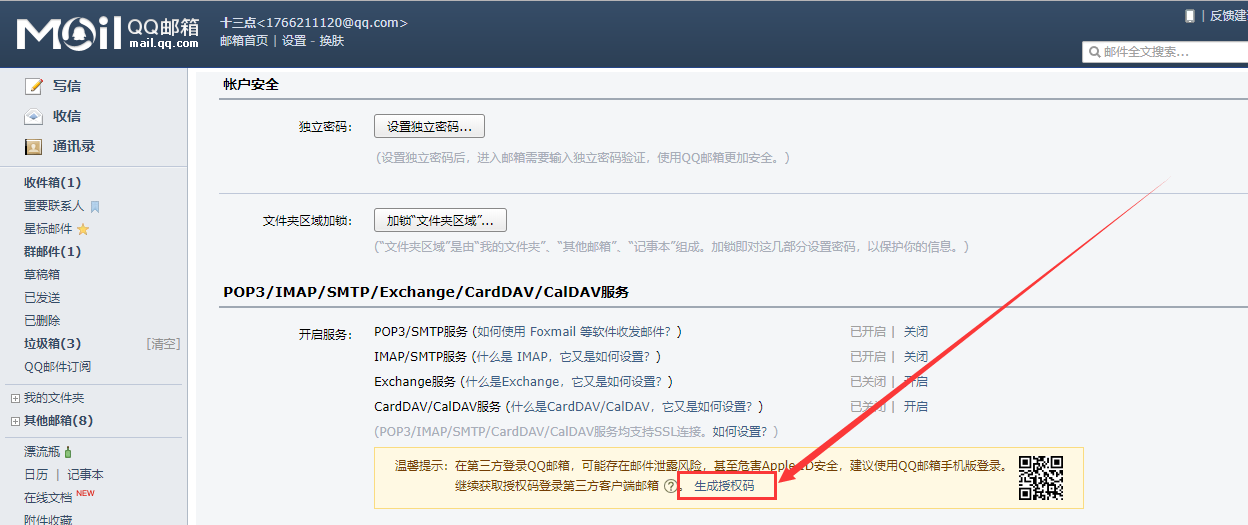 MOil QQ邮箱 mail.qq.com
十三点<1766211120@qq.com>
邮箱首页 | 设置 - 换肤
反馈建
邮件全文搜索...
写信
收信
通讯录
收件箱(1)
重要联系人
星标邮件
群邮件(1)
草稿箱
已发送
已删除
垃圾箱(3) [清空]
QQ邮件订阅
我的文件夹
其他邮箱(8)
漂流瓶
日历 | 记事本
在线文档 NEW
附件收藏
帐户安全
独立密码: 设置独立密码...
(设置独立密码后，进入邮箱需要输入独立密码验证，使用QQ邮箱更加安全。)
文件夹区域加锁: 加锁“文件夹区域”...
(“文件夹区域”是由“我的文件夹”、“其他邮箱”、“记事本”组成。加锁即对这几部分设置密码，以保护你的信息。)
POP3/IMAP/SMTP/Exchange/CardDAV/CalDAV服务
开启服务: POP3/SMTP服务 (如何使用 Foxmail 等软件收发邮件？) 已开启 | 关闭
IMAP/SMTP服务 (什么是 IMAP，它又是如何设置？) 已开启 | 关闭
Exchange服务 (什么是Exchange，它又是如何设置？) 已关闭 | 开启
CardDAV/CalDAV服务 (什么是CardDAV/CalDAV，它又是如何设置？) 已关闭 | 开启
(POP3/IMAP/SMTP/CardDAV/CalDAV服务均支持SSL连接。如何设置？)
温馨提示: 在第三方登录QQ邮箱，可能存在邮件泄露风险，甚至危害Apple ID安全，建议使用QQ邮箱手机版登录。
继续获取授权码登录第三方客户端邮箱 ? 。 生成授权码